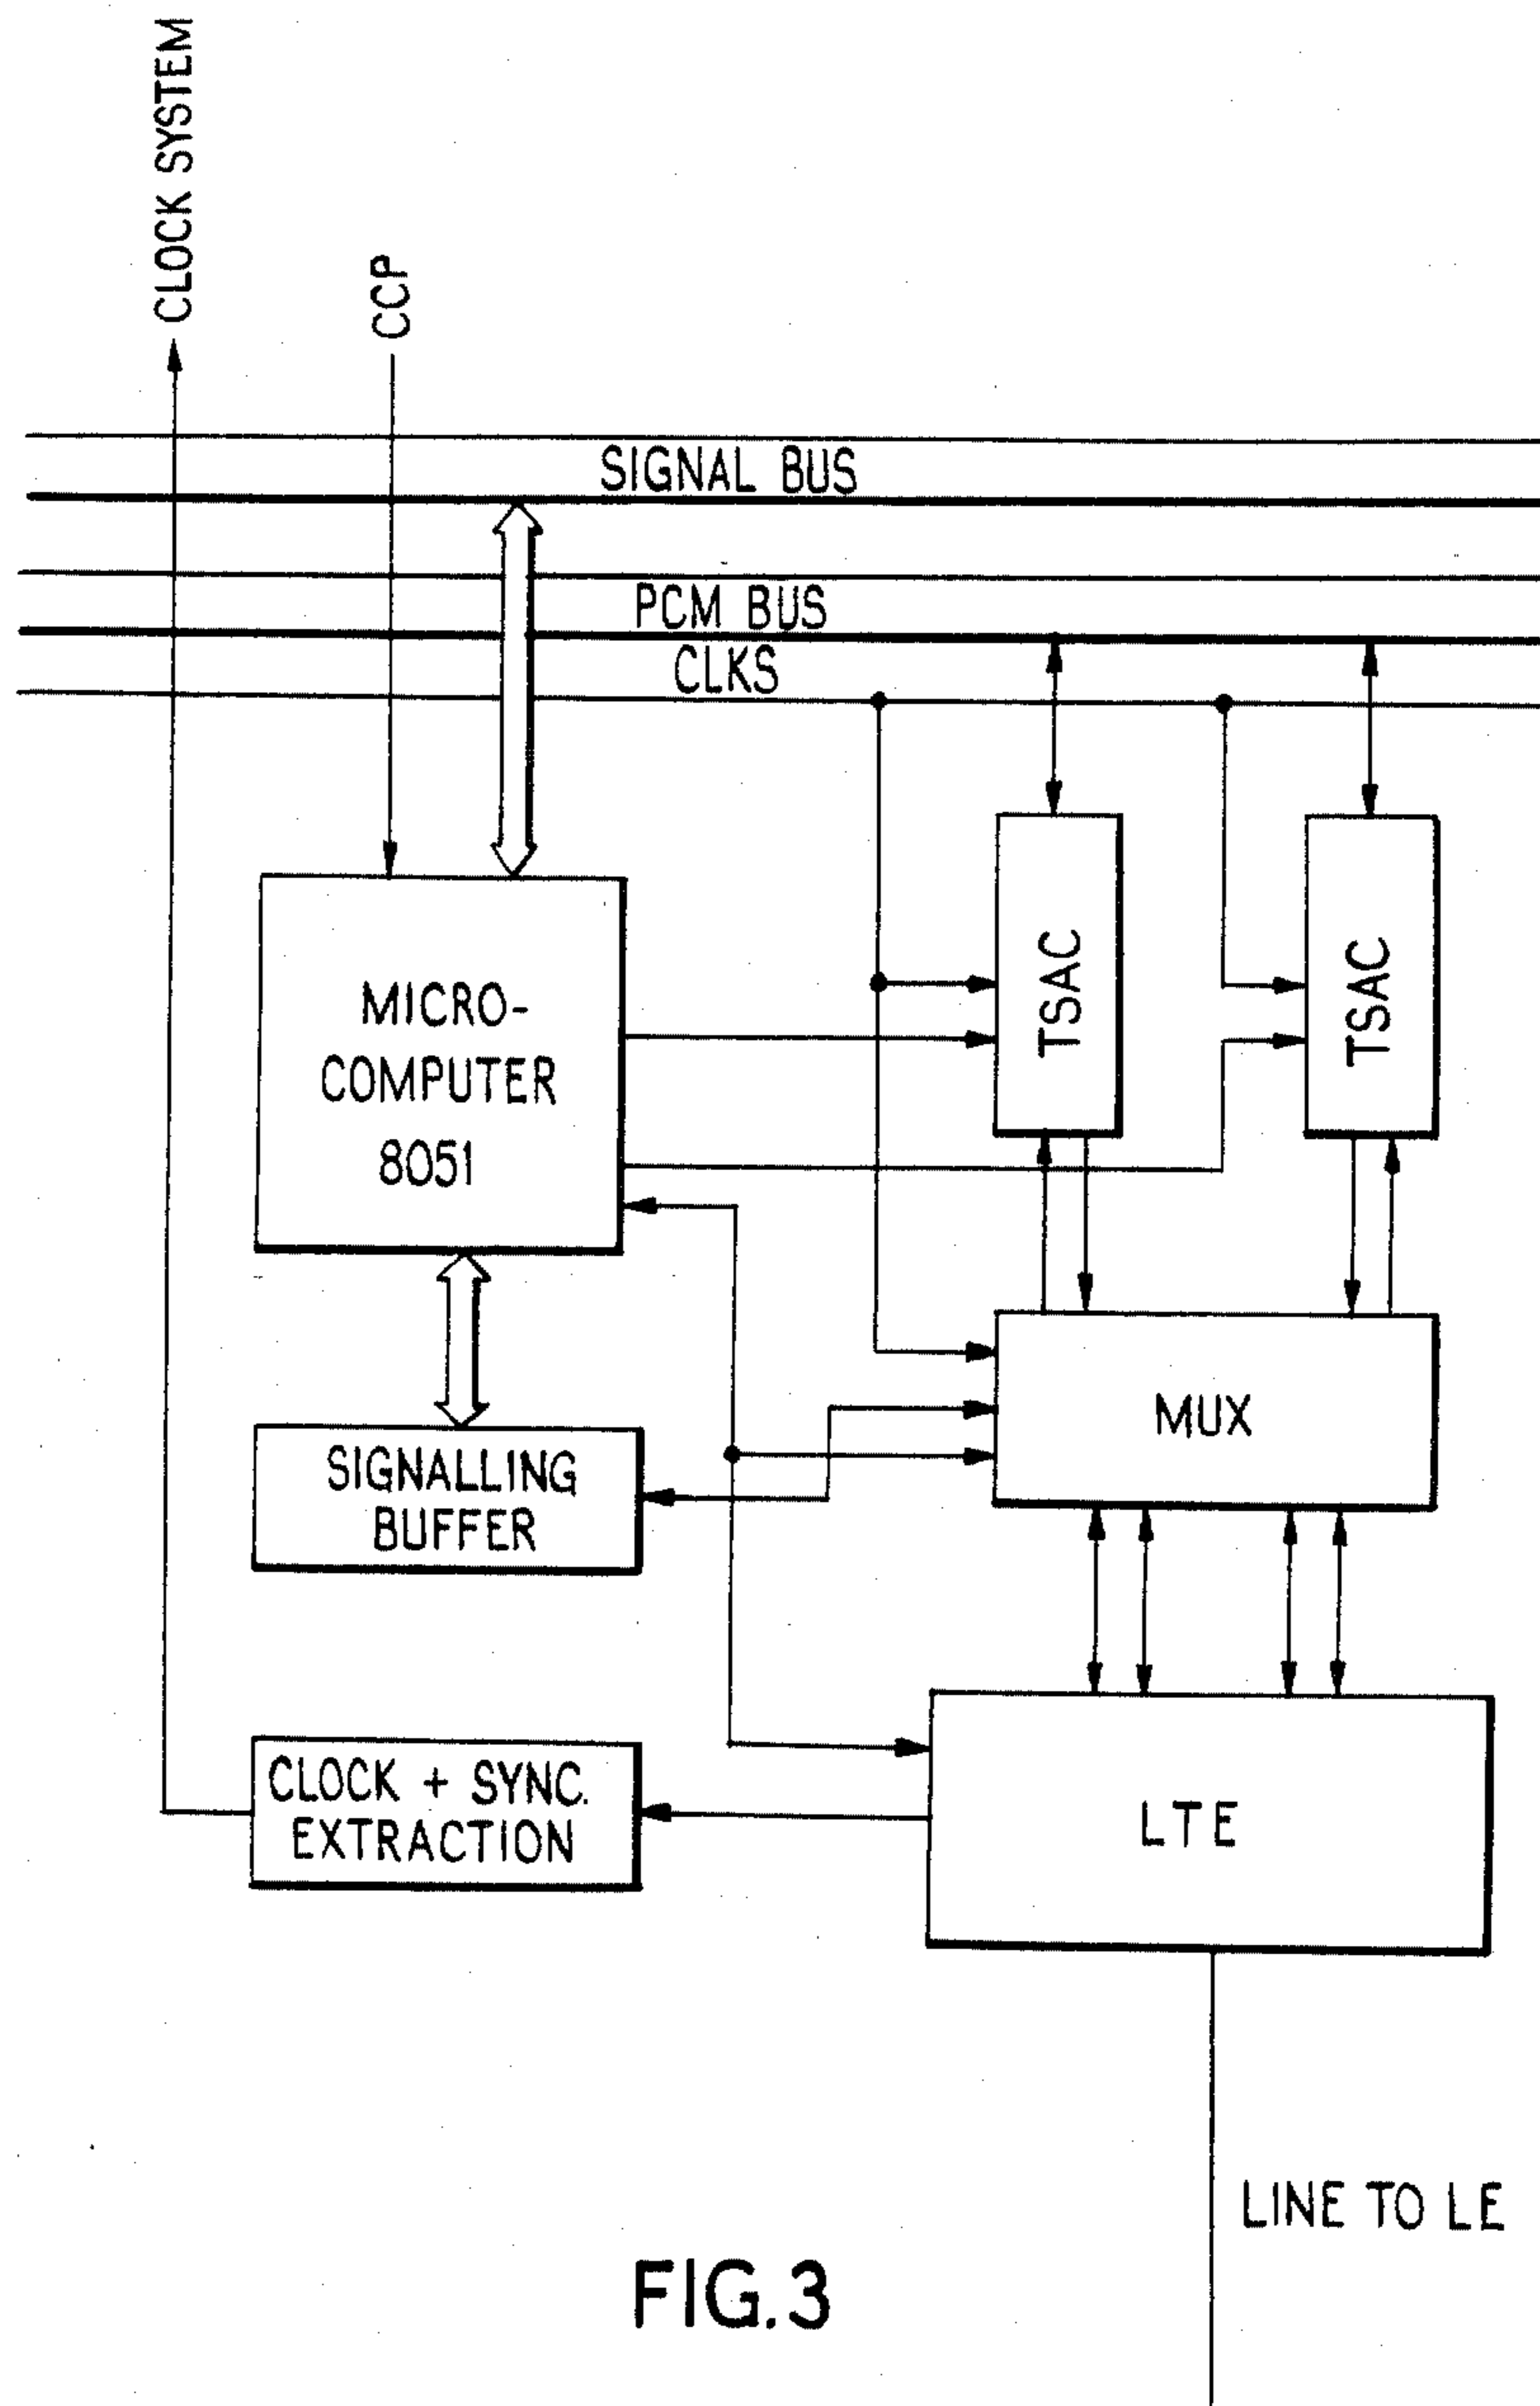 CLOCK SYSTEM
CCP
SIGNAL BUS
PCM BUS
CLKS
MICRO-
COMPUTER
8051
TSAC
TSAC
MUX
SIGNALLING
BUFFER
CLOCK + SYNC.
EXTRACTION
LTE
LINE TO LE
FIG.3